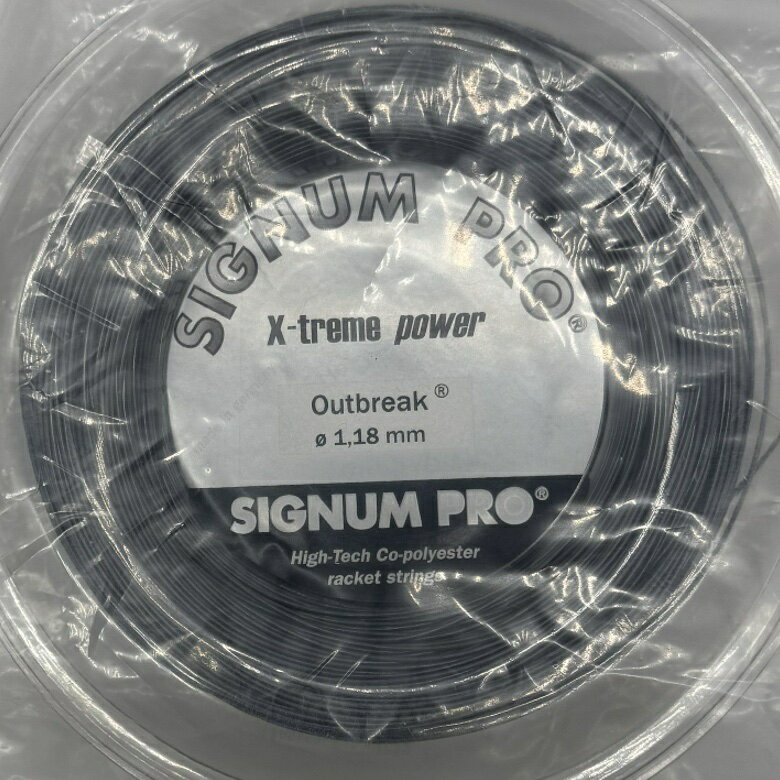 SIGNUM PRO®
X-treme power
Outbreak®
ø 1,18 mm
SIGNUM PRO®
High-Tech Co-polyester
racket strings